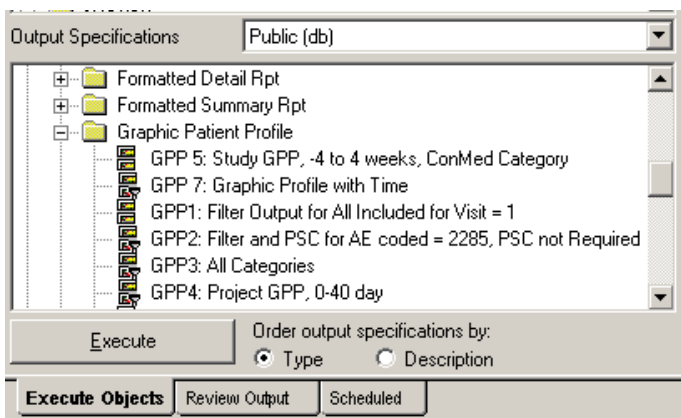 Output Specifications
Public (db)
Formatted Detail Rpt
Formatted Summary Rpt
Graphic Patient Profile
GPP 5: Study GPP, -4 to 4 weeks, ConMed Category
GPP 7: Graphic Profile with Time
GPP1: Filter Output for All Included for Visit = 1
GPP2: Filter and PSC for AE coded = 2285, PSC not Required
GPP3: All Categories
GPP4: Project GPP, 0-40 day
Execute
Order output specifications by:
Type
Description
Execute Objects
Review Output
Scheduled